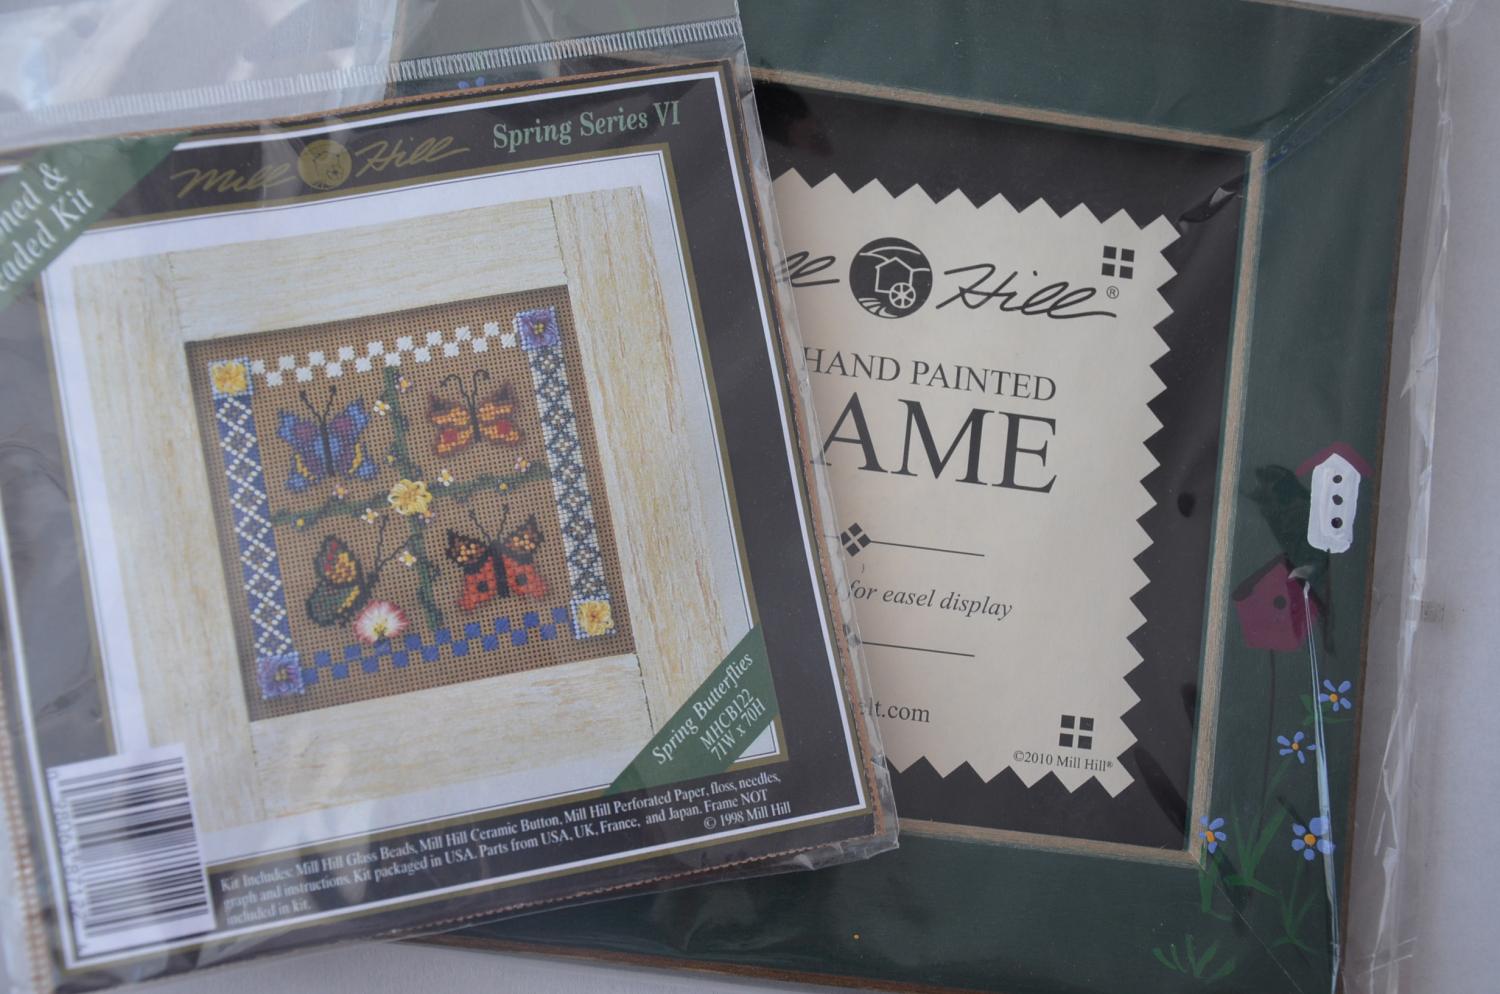 Mill Hill
Spring Series VI
&
Kit
Spring Butterflies
MHCB122
71W x 70H
Kit Includes: Mill Hill Glass Beads, Mill Hill Ceramic Button, Mill Hill Perforated Paper, floss, needles,
graph and instructions. Kit packaged in USA. Parts from USA, UK, France, and Japan. Frame NOT
included in kit.
© 1998 Mill Hill
Hill®
HAND PAINTED
AME
for easel display
lt.com
©2010 Mill Hill®